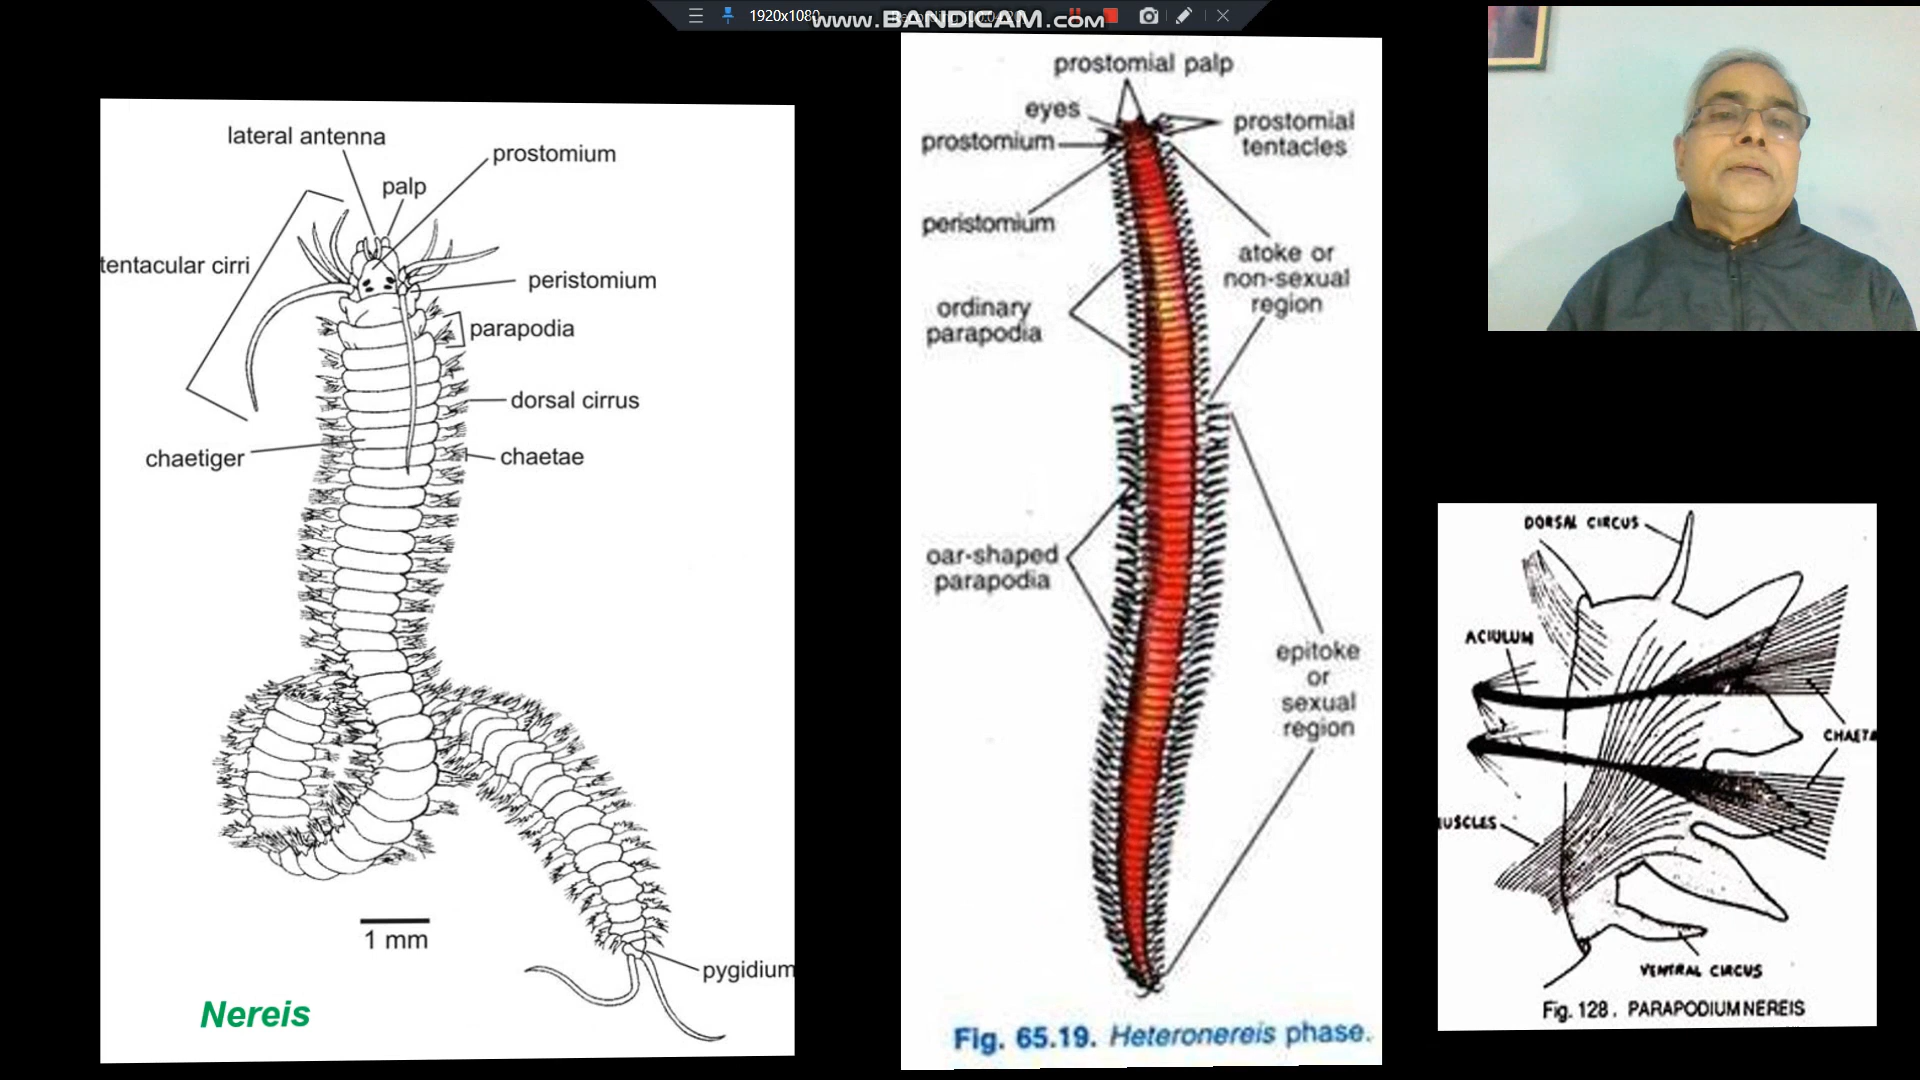 1920x1080
www.BANDICAM.com
lateral antenna
prostomium
palp
tentacular cirri
peristomium
parapodia
dorsal cirrus
chaetiger
chaetae
1 mm
pygidium
Nereis
prostomial palp
eyes
prostomium
prostomial
tentacles
peristomium
atoke or
non-sexual
region
ordinary
parapodia
oar-shaped
parapodia
epitoke
or
sexual
region
Fig. 65.19. Heteronereis phase.
DORSAL CIRCUS
ACIULUM
CHAETA
USCLES
VENTRAL CIRCUS
Fig. 128. PARAPODIUM NEREIS